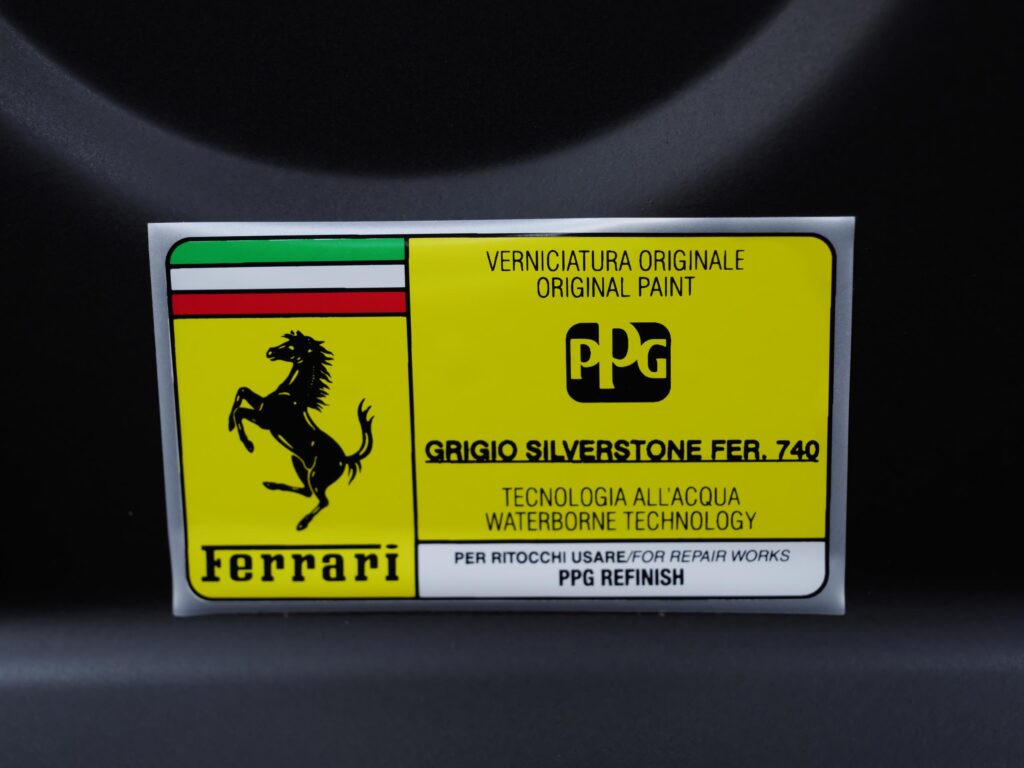 Ferrari
VERNICIATURA ORIGINALE
ORIGINAL PAINT
PPG
GRIGIO SILVERSTONE FER. 740
TECNOLOGIA ALL'ACQUA
WATERBORNE TECHNOLOGY
PER RITOCCHI USARE/FOR REPAIR WORKS
PPG REFINISH